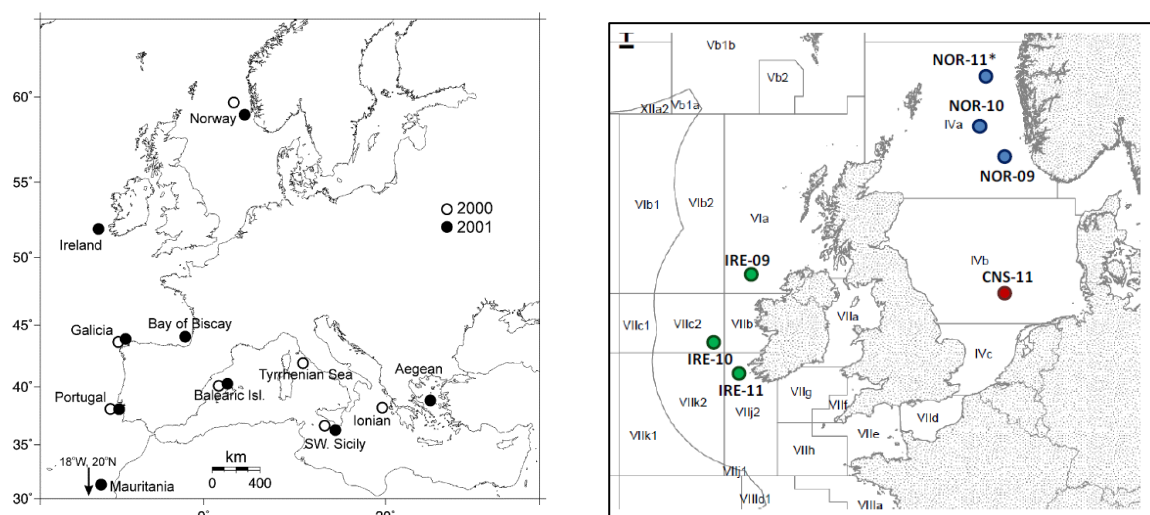 60°
55°
50°
45°
40°
35°
30°
Norway
2000
2001
Ireland
Galicia
Bay of Biscay
Tyrrhenian Sea
Aegean
Portugal
Balearic Isl.
Ionian
SW. Sicily
18°W, 20°N
km
0 200 400
Mauritania
Vb1b
Vb2
XIIa2
Vb1a
NOR-11*
NOR-10
IVa
NOR-09
VIb1
VIb2
VIa
IRE-09
IVb
CNS-11
VIIc1
VIIc2
VIIb
VIIa
IRE-10
IVc
IRE-11
VIIk2
VIIg
VIIj2
VIIf
VIId
VIIk1
VIIe
VIIh
VIIj1
VIIId1
VIIIa